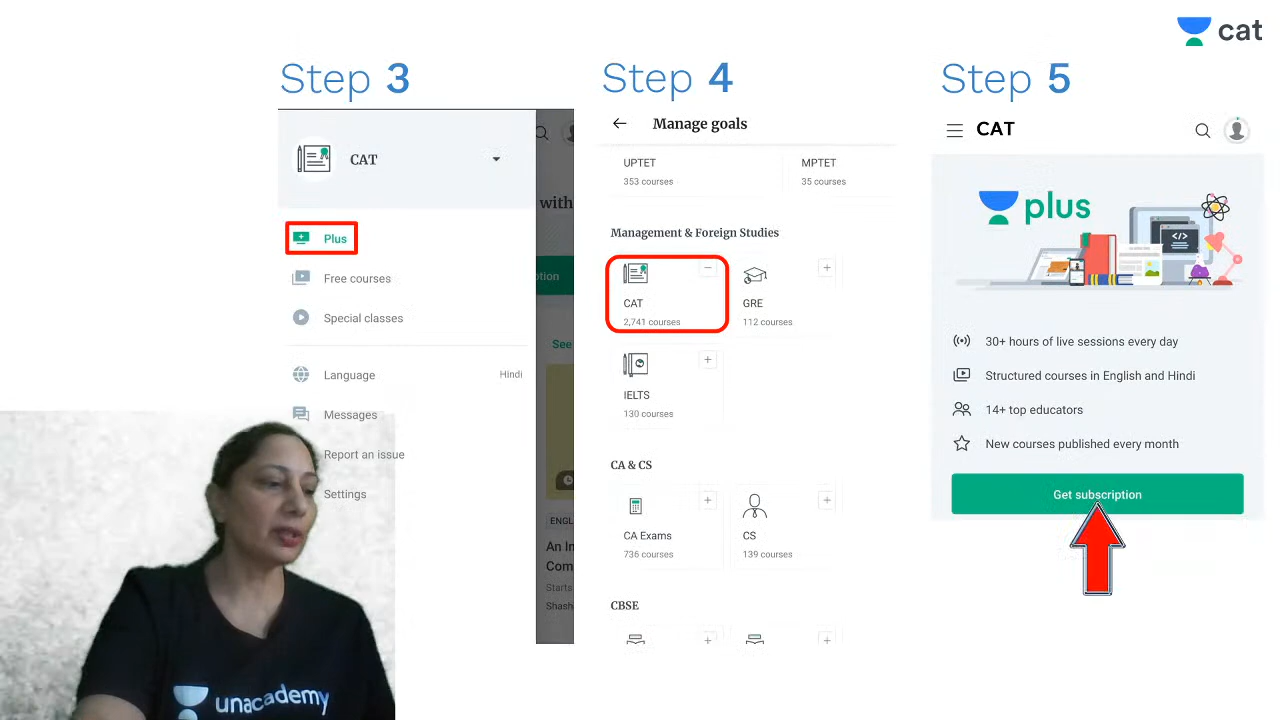 cat
Step 3
CAT
Plus
Free courses
Special classes
Language Hindi
Messages
Report an issue
Settings
with
See
ENGL
An In
Com
Starts
Shash
unacademy
Step 4
Manage goals
UPTET MPTET
353 courses 35 courses
Management & Foreign Studies
CAT GRE
2,741 courses 112 courses
IELTS
130 courses
CA & CS
CA Exams CS
736 courses 139 courses
CBSE
Step 5
CAT
plus
30+ hours of live sessions every day
Structured courses in English and Hindi
14+ top educators
New courses published every month
Get subscription